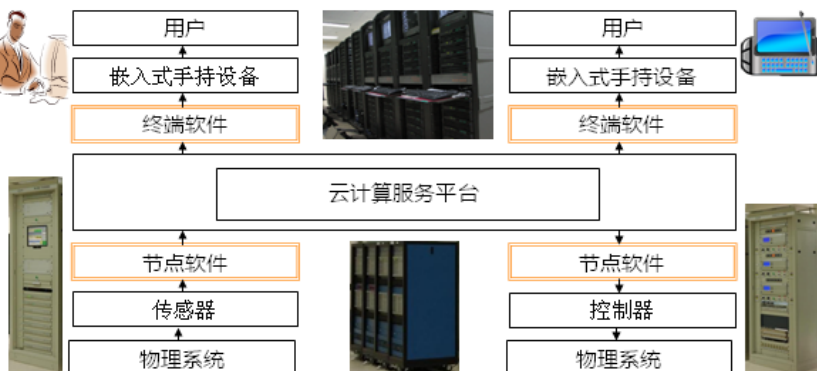 用户
用户
嵌入式手持设备
嵌入式手持设备
终端软件
终端软件
云计算服务平台
节点软件
节点软件
传感器
控制器
物理系统
物理系统